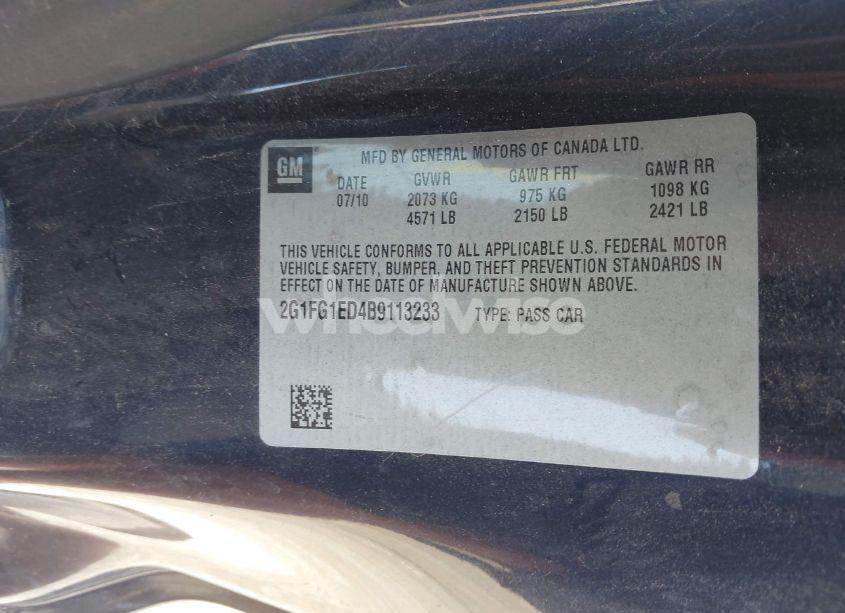 GM
MFD BY GENERAL MOTORS OF CANADA LTD.
DATE GVWR GAWR FRT GAWR RR
07/10 2073 KG 975 KG 1098 KG
4571 LB 2150 LB 2421 LB
THIS VEHICLE CONFORMS TO ALL APPLICABLE U.S. FEDERAL MOTOR
VEHICLE SAFETY, BUMPER, AND THEFT PREVENTION STANDARDS IN
EFFECT ON THE DATE OF MANUFACTURE SHOWN ABOVE.
2G1FG1ED4B9113233 TYPE: PASS CAR
wheelwise